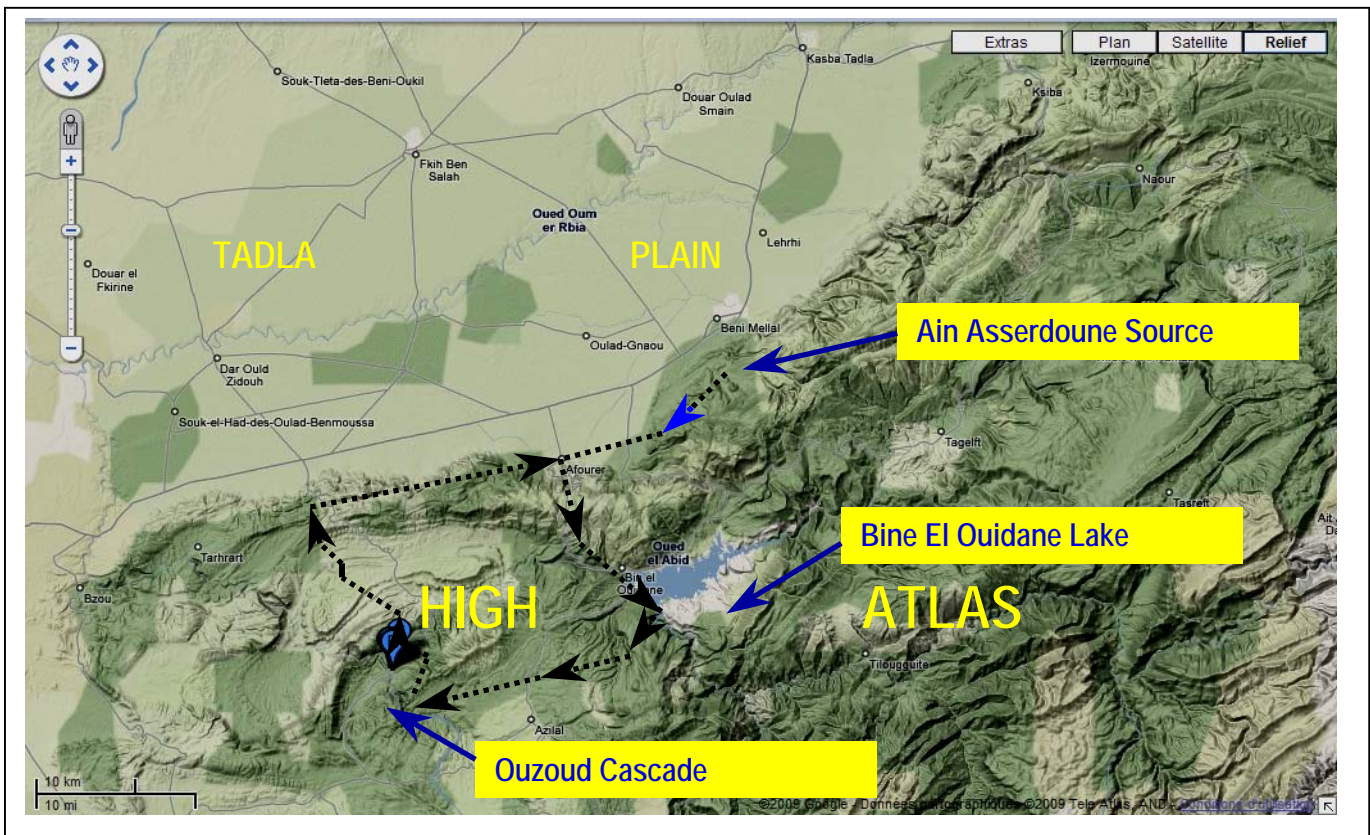 Extras
Plan
Satellite
Relief
Izermouine
Kasba Tadla
Souk-Tleta-des-Beni-Oukil
Ksiba
Douar Oulad
Smain
Fkih Ben
Salah
Naour
Oued Oum
er Rbia
TADLA
PLAIN
Lehrhi
Douar el
Fkirine
Beni Mellal
Ain Asserdoune Source
Oulad-Gnaou
Dar Ould
Zidouh
Souk-el-Had-des-Oulad-Benmoussa
Tagelft
Afourer
Tasreft
Bine El Ouidane Lake
Ait
Da
Tarhrart
Oued
el Abid
Bin el
Bzou
HIGH
ATLAS
Tilougguite
Azilal
Ouzoud Cascade
10 km
10 mi
©2009 Google - Données cartographiques ©2009 Tele Atlas, AND - Conditions d'utilisation